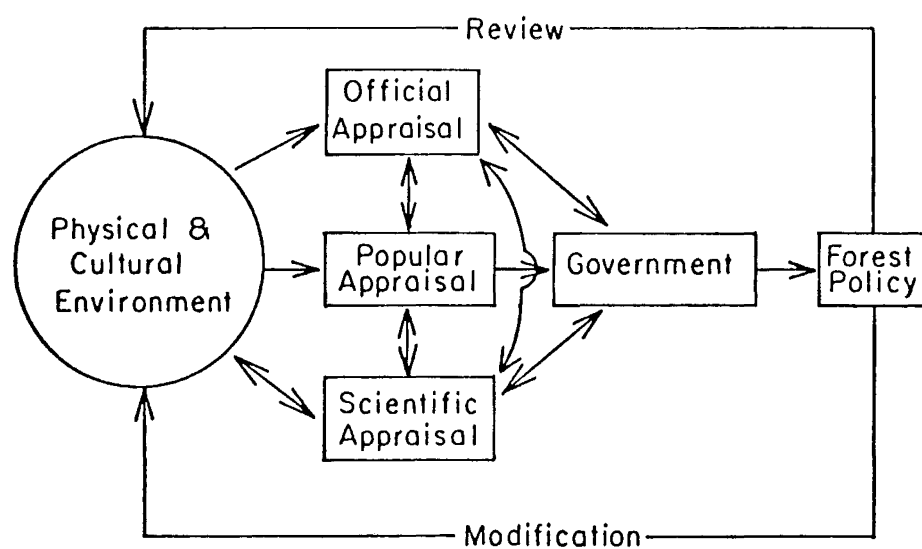 Review
Official
Appraisal
Physical &
Cultural
Environment
Popular
Appraisal
Government
Forest
Policy
Scientific
Appraisal
Modification